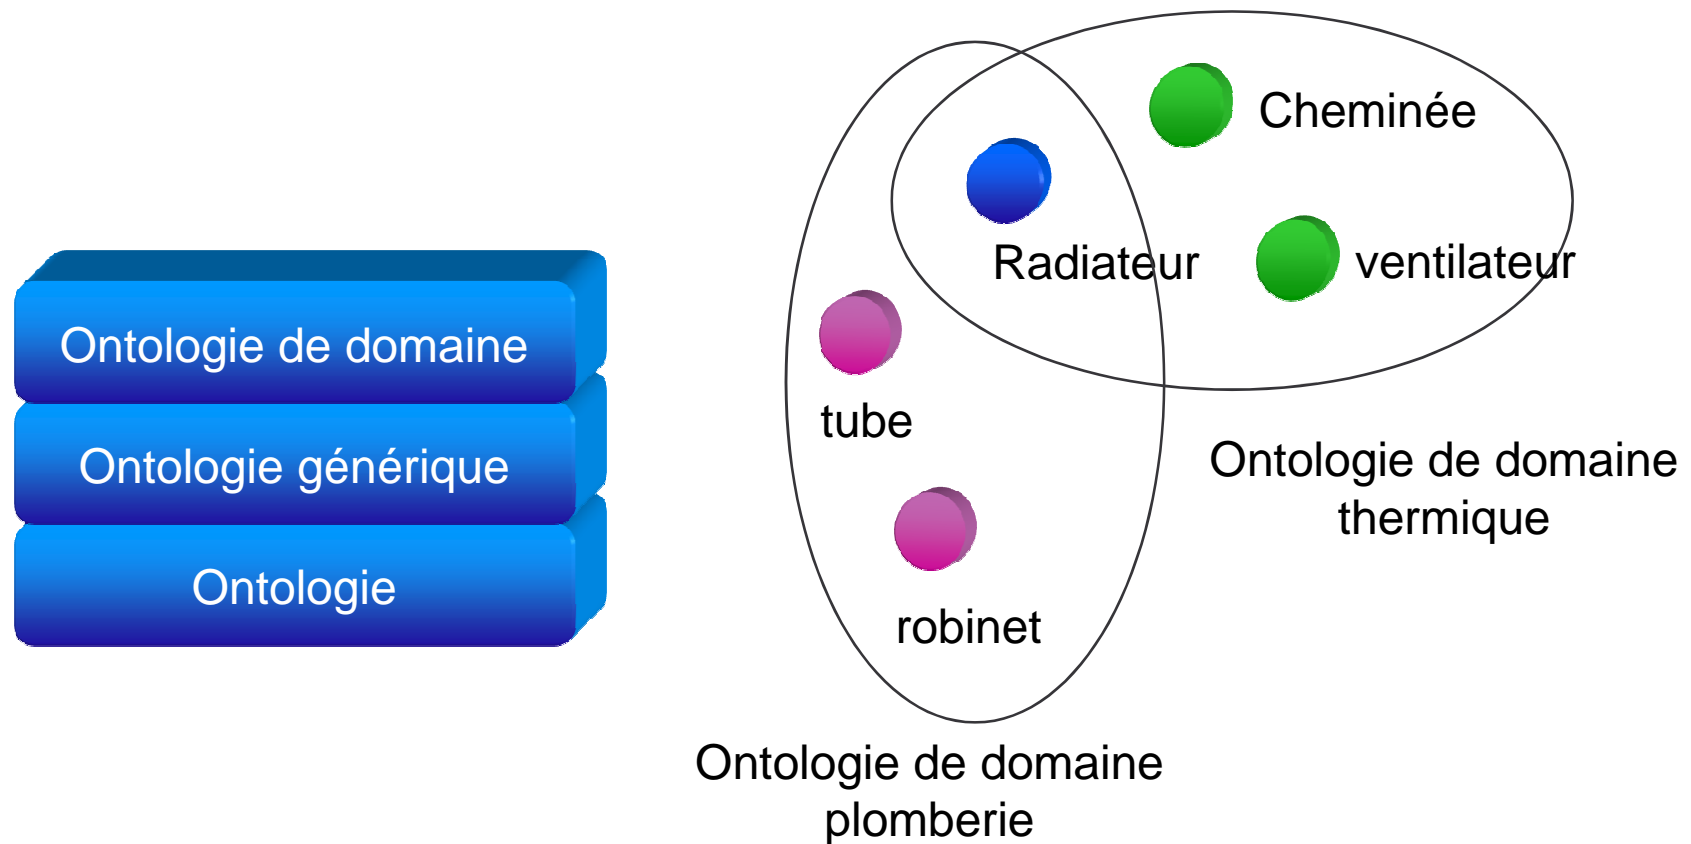 Ontologie de domaine
Ontologie générique
Ontologie
Cheminée
Radiateur
ventilateur
tube
robinet
Ontologie de domaine
thermique
Ontologie de domaine
plomberie